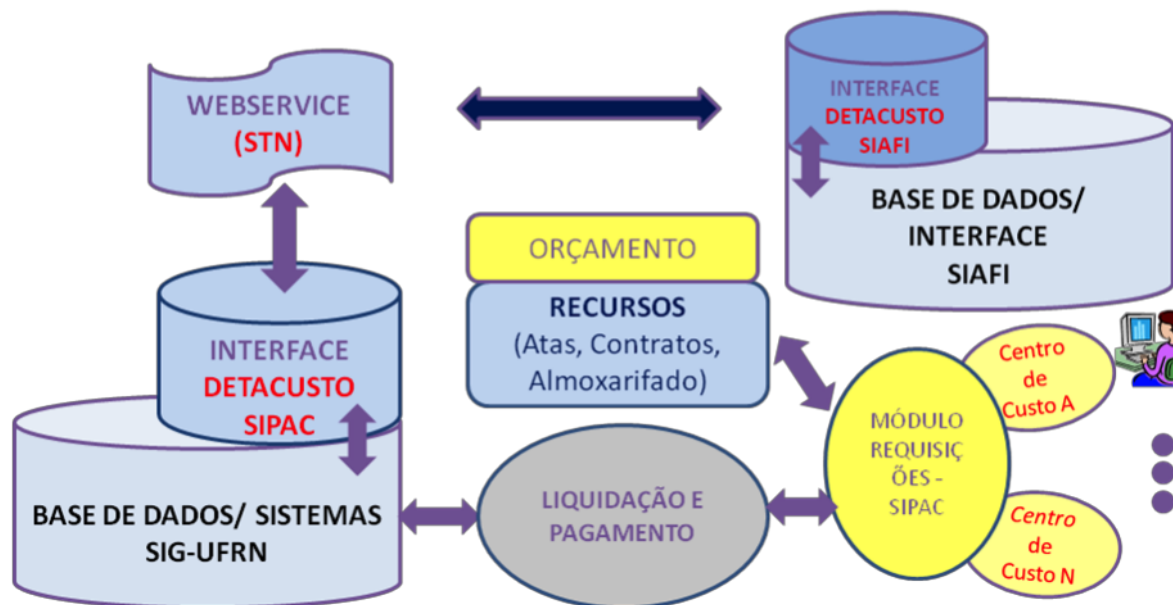 WEBSERVICE
(STN)
INTERFACE
DETACUSTO
SIAFI
BASE DE DADOS/
INTERFACE
SIAFI
ORÇAMENTO
RECURSOS
(Atas, Contratos,
Almoxarifado)
INTERFACE
DETACUSTO
SIPAC
BASE DE DADOS/ SISTEMAS
SIG-UFRN
LIQUIDAÇÃO E
PAGAMENTO
MÓDULO
REQUISIÇ
ÕES -
SIPAC
Centro
de
Custo A
Centro
de
Custo N